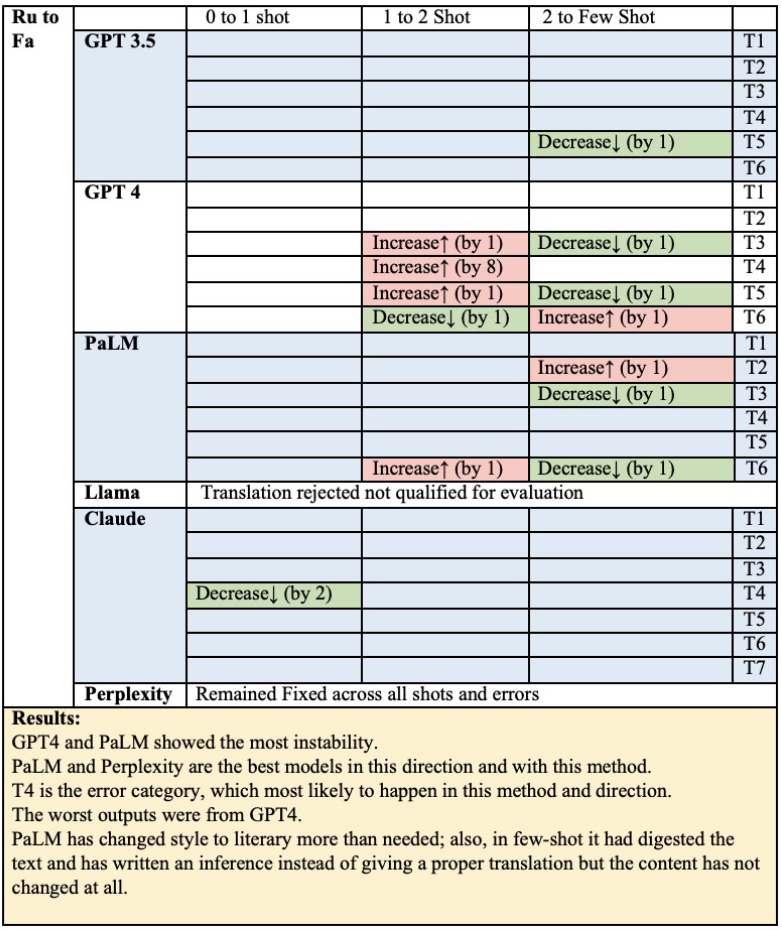 Ru to Fa 0 to 1 shot 1 to 2 Shot 2 to Few Shot
GPT 3.5 T1
T2
T3
T4
Decrease↓ (by 1) T5
T6
GPT 4 T1
T2
Increase↑ (by 1) Decrease↓ (by 1) T3
Increase↑ (by 8) T4
Increase↑ (by 1) Decrease↓ (by 1) T5
Decrease↓ (by 1) Increase↑ (by 1) T6
PaLM T1
Increase↑ (by 1) T2
Decrease↓ (by 1) T3
T4
T5
Increase↑ (by 1) Decrease↓ (by 1) T6
Llama Translation rejected not qualified for evaluation
Claude T1
T2
T3
Decrease↓ (by 2) T4
T5
T6
T7
Perplexity Remained Fixed across all shots and errors
Results:
GPT4 and PaLM showed the most instability.
PaLM and Perplexity are the best models in this direction and with this method.
T4 is the error category, which most likely to happen in this method and direction.
The worst outputs were from GPT4.
PaLM has changed style to literary more than needed; also, in few-shot it had digested the
text and has written an inference instead of giving a proper translation but the content has not
changed at all.